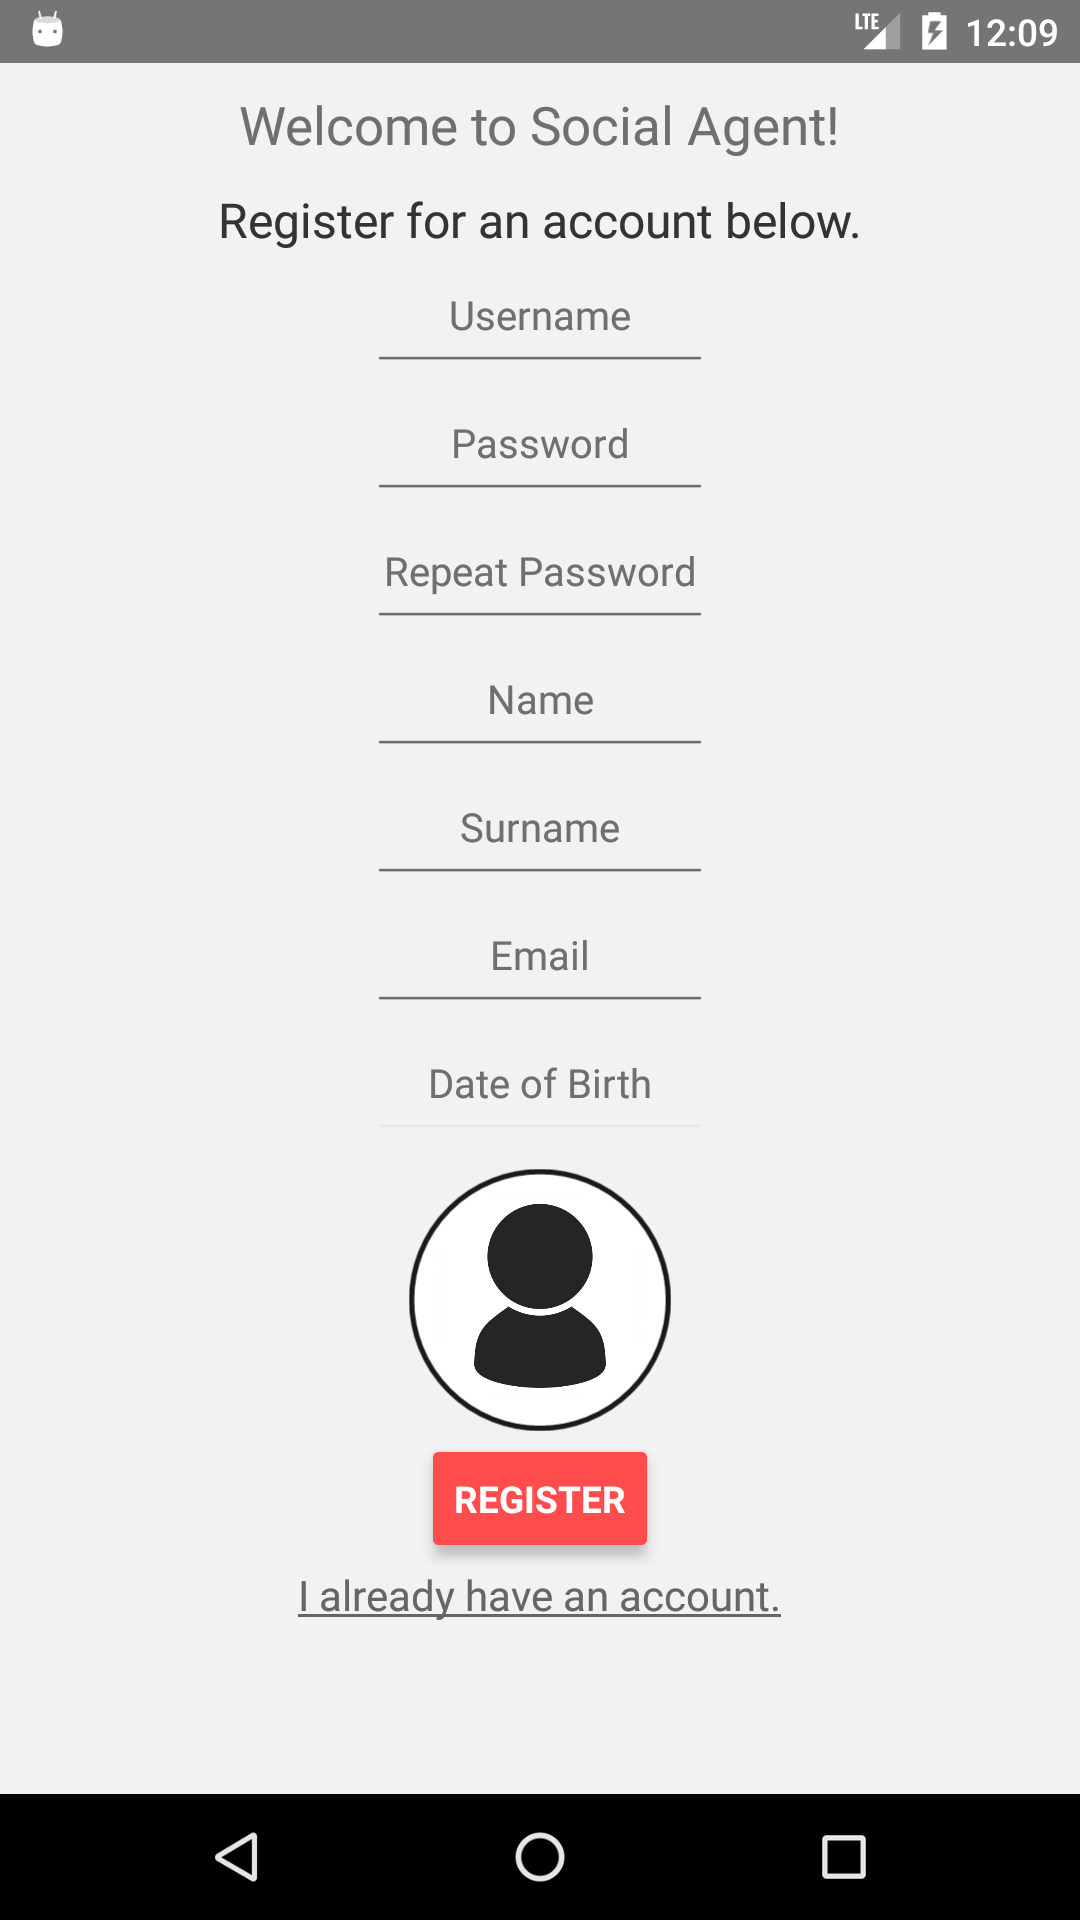 LTE 12:09
Welcome to Social Agent!
Register for an account below.
Username
Password
Repeat Password
Name
Surname
Email
Date of Birth
REGISTER
I already have an account.